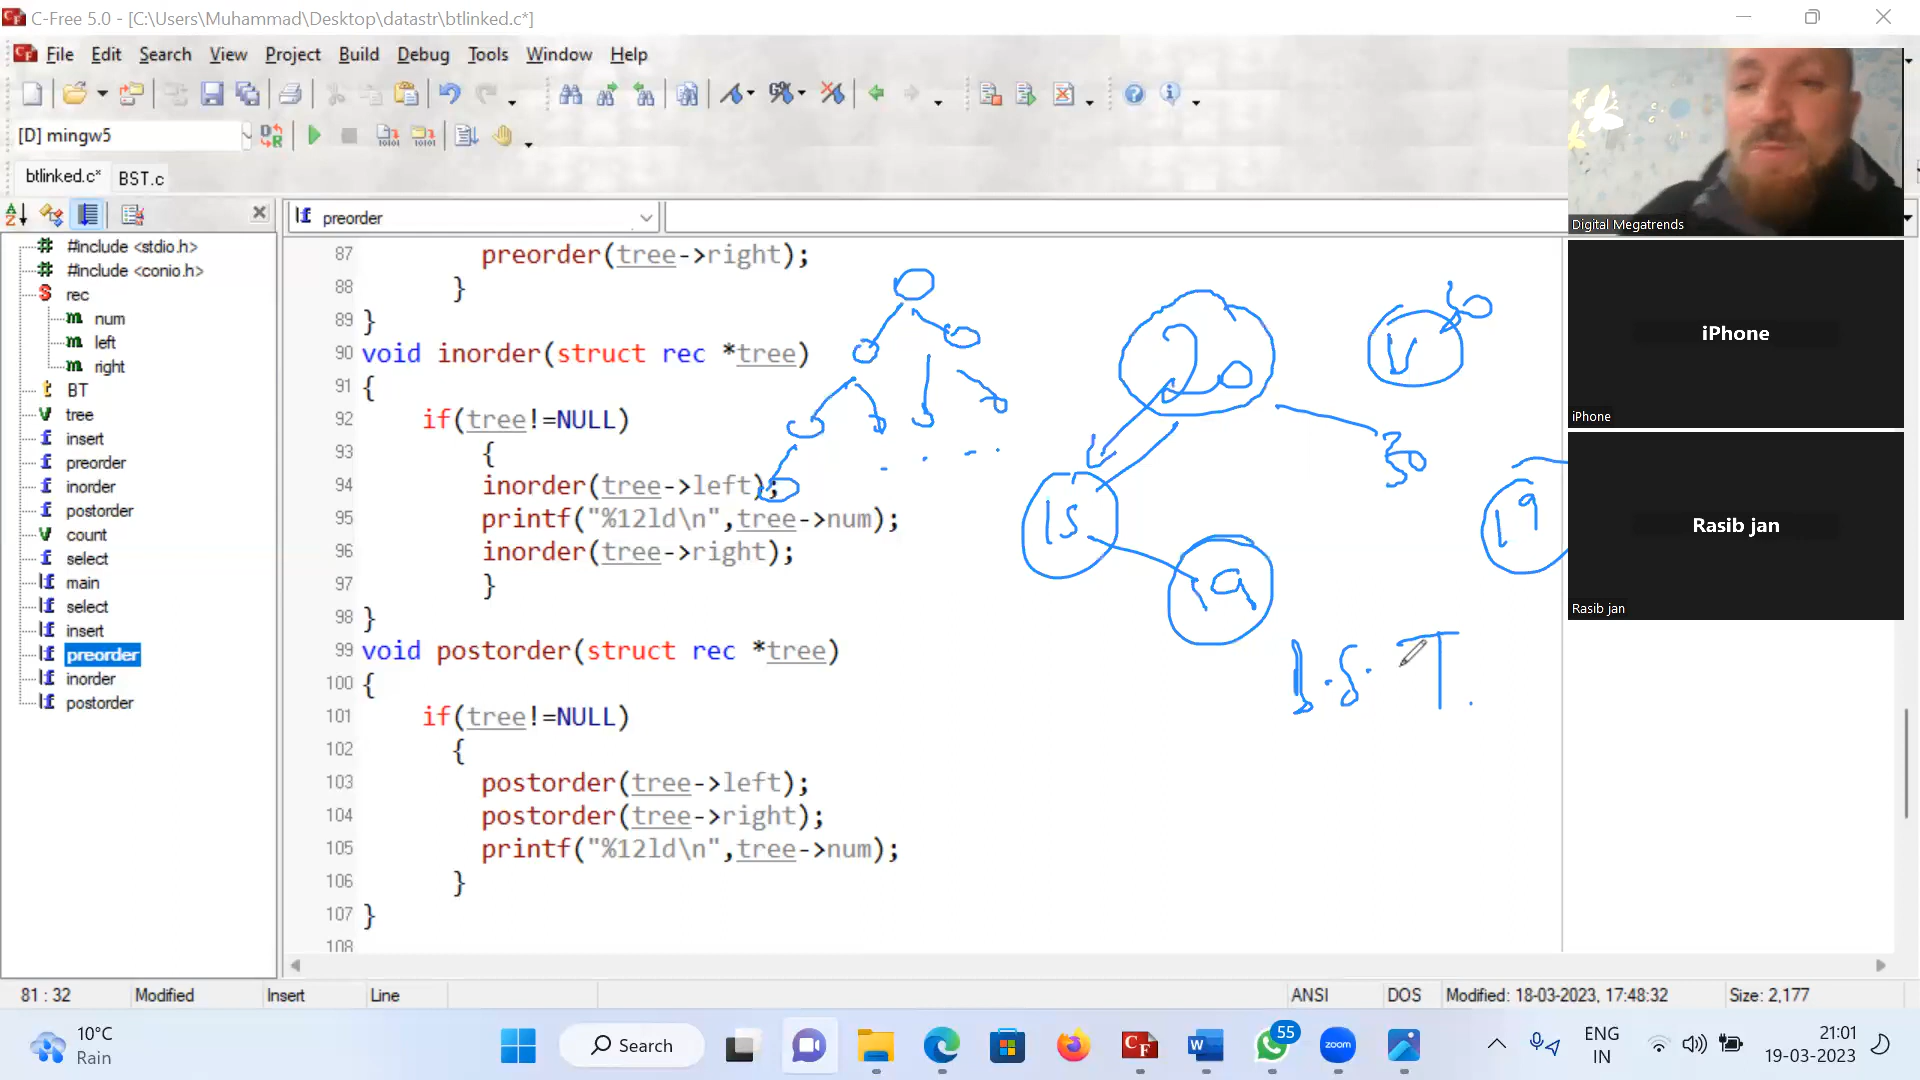 C-Free 5.0 - [C:\Users\Muhammad\Desktop\datastr\btlinked.c*]
File Edit Search View Project Build Debug Tools Window Help
[D] mingw5
btlinked.c* BST.c
preorder
#include <stdio.h>
#include <conio.h>
rec
num
left
right
BT
tree
insert
preorder
inorder
postorder
count
select
main
select
insert
preorder
inorder
postorder
87 preorder(tree->right);
88 }
89 }
90 void inorder(struct rec *tree)
91 {
92 if(tree!=NULL)
93 {
94 inorder(tree->left);
95 printf("%12ld\n",tree->num);
96 inorder(tree->right);
97 }
98 }
99 void postorder(struct rec *tree)
100 {
101 if(tree!=NULL)
102 {
103 postorder(tree->left);
104 postorder(tree->right);
105 printf("%12ld\n",tree->num);
106 }
107 }
108
20
30
15
19
19
B.S.T.
Digital Megatrends
iPhone
iPhone
Rasib jan
Rasib jan
81 : 32 Modified Insert Line ANSI DOS Modified: 18-03-2023, 17:48:32 Size: 2,177
10°C
Rain
Search
55
zoom
ENG
IN
21:01
19-03-2023